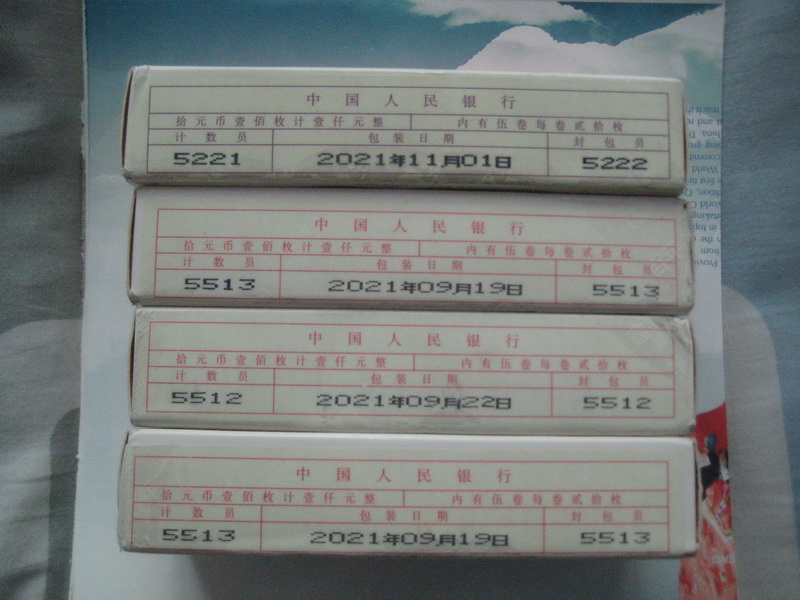 中国人民银行
拾元币壹佰枚计壹仟元整 内有伍卷每卷贰拾枚
计数员 包装日期 封包员
5221 2021年11月01日 5222
中国人民银行
拾元币壹佰枚计壹仟元整 内有伍卷每卷贰拾枚
计数员 包装日期 封包员
5513 2021年09月19日 5513
中国人民银行
拾元币壹佰枚计壹仟元整 内有伍卷每卷贰拾枚
计数员 包装日期 封包员
5512 2021年09月22日 5512
中国人民银行
拾元币壹佰枚计壹仟元整 内有伍卷每卷贰拾枚
计数员 包装日期 封包员
5513 2021年09月19日 5513